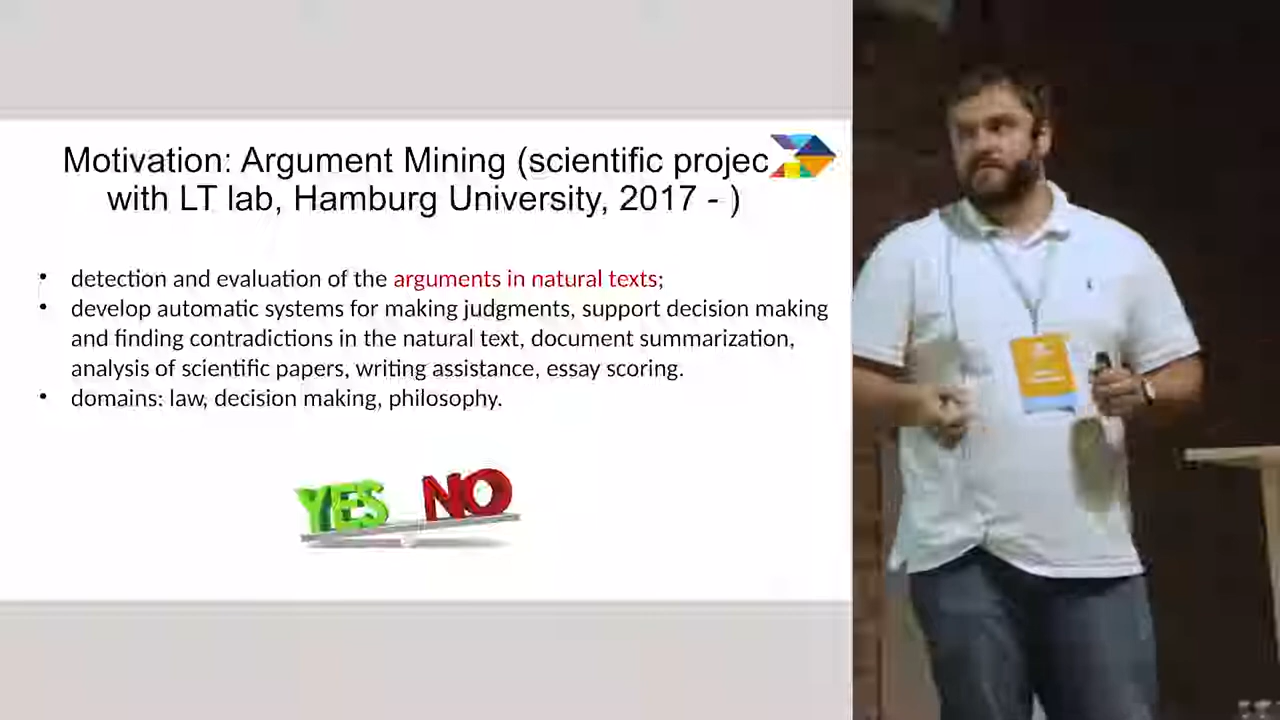 Motivation: Argument Mining (scientific projec
with LT lab, Hamburg University, 2017 - )
• detection and evaluation of the arguments in natural texts;
• develop automatic systems for making judgments, support decision making
and finding contradictions in the natural text, document summarization,
analysis of scientific papers, writing assistance, essay scoring.
• domains: law, decision making, philosophy.
YES NO